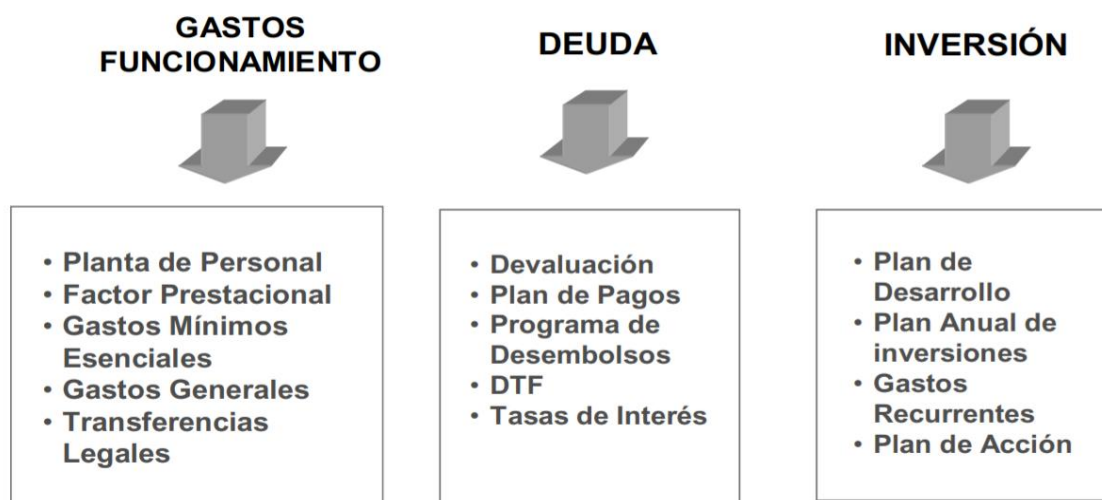 GASTOS
FUNCIONAMIENTO
• Planta de Personal
• Factor Prestacional
• Gastos Mínimos
Esenciales
• Gastos Generales
• Transferencias
Legales
DEUDA
• Devaluación
• Plan de Pagos
• Programa de
Desembolsos
• DTF
• Tasas de Interés
INVERSIÓN
• Plan de
Desarrollo
• Plan Anual de
inversiones
• Gastos
Recurrentes
• Plan de Acción